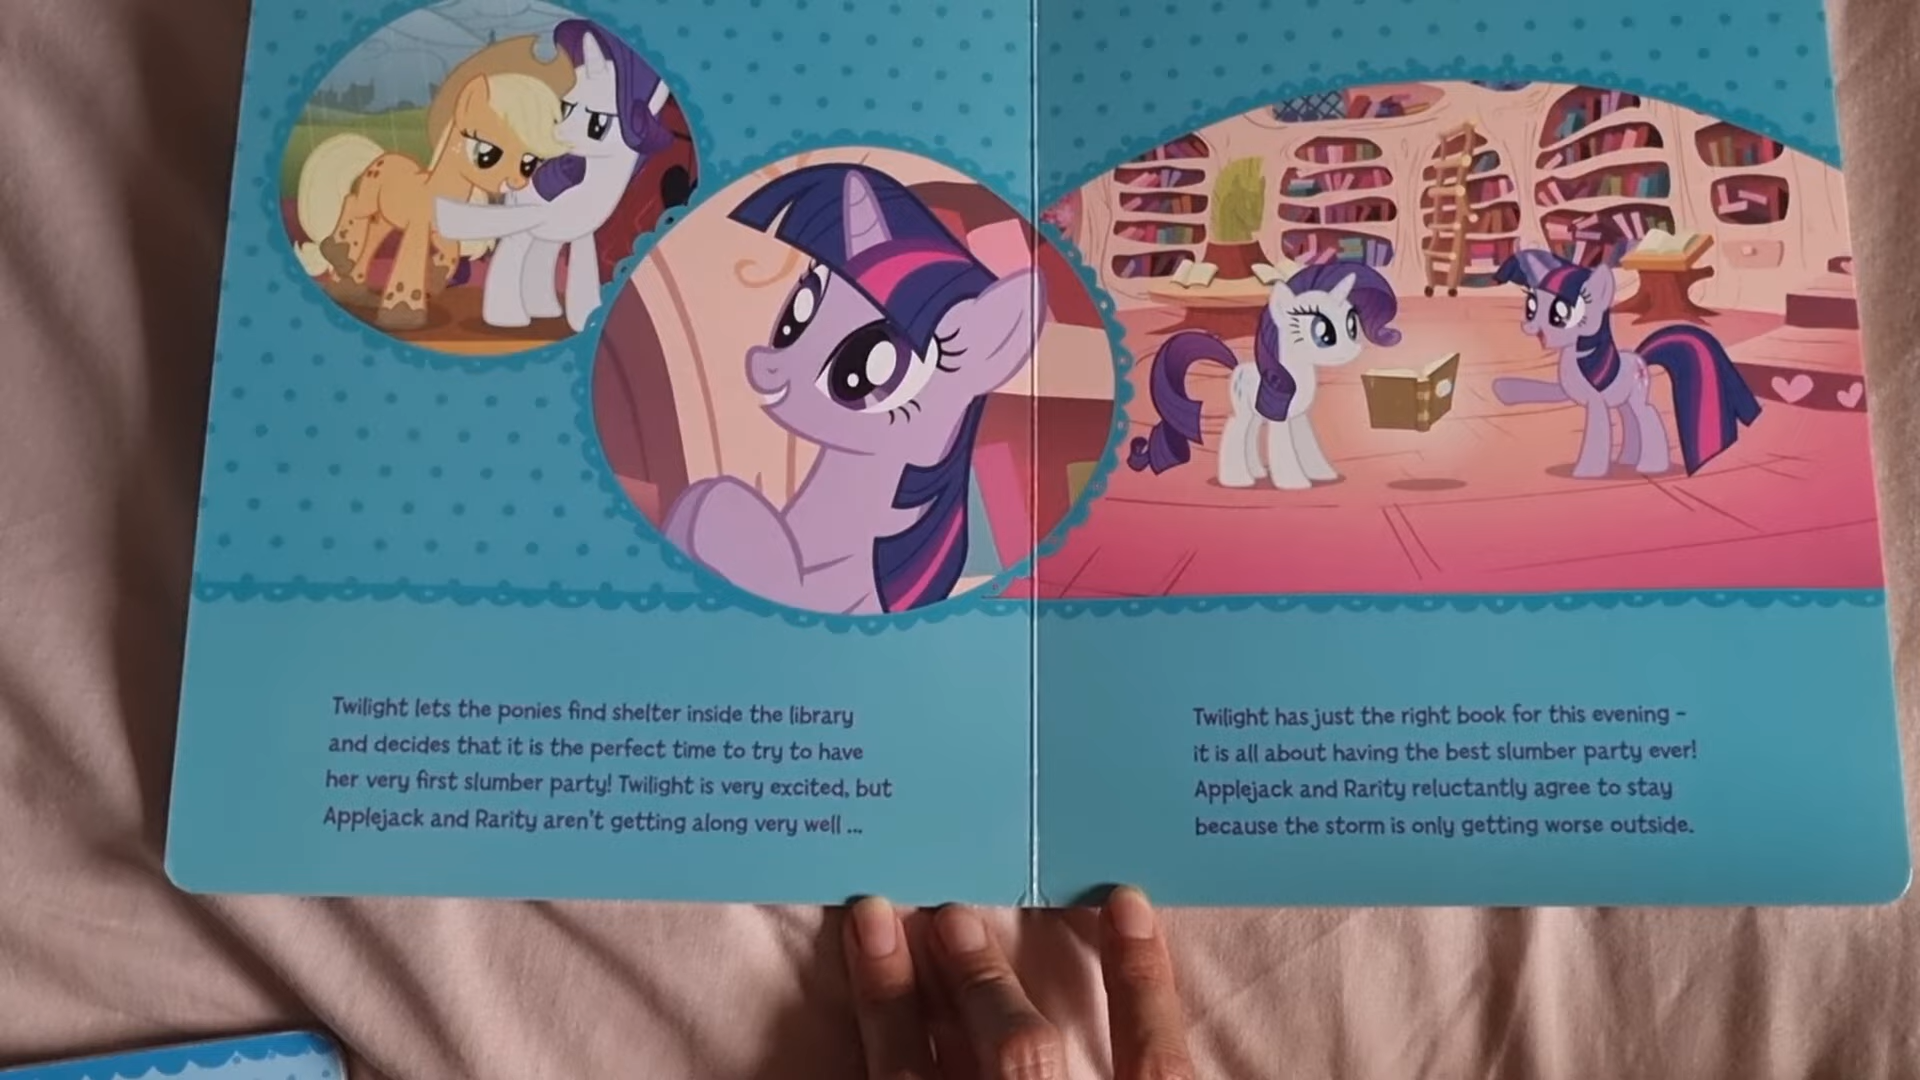 Twilight lets the ponies find shelter inside the library
and decides that it is the perfect time to try to have
her very first slumber party! Twilight is very excited, but
Applejack and Rarity aren't getting along very well ...
Twilight has just the right book for this evening –
it is all about having the best slumber party ever!
Applejack and Rarity reluctantly agree to stay
because the storm is only getting worse outside.